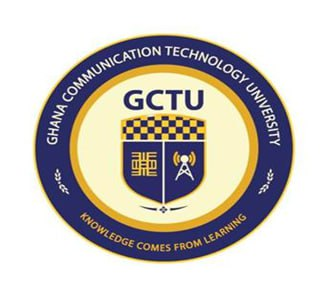 GHANA COMMUNICATION TECHNOLOGY UNIVERSITY
GCTU
KNOWLEDGE COMES FROM LEARNING